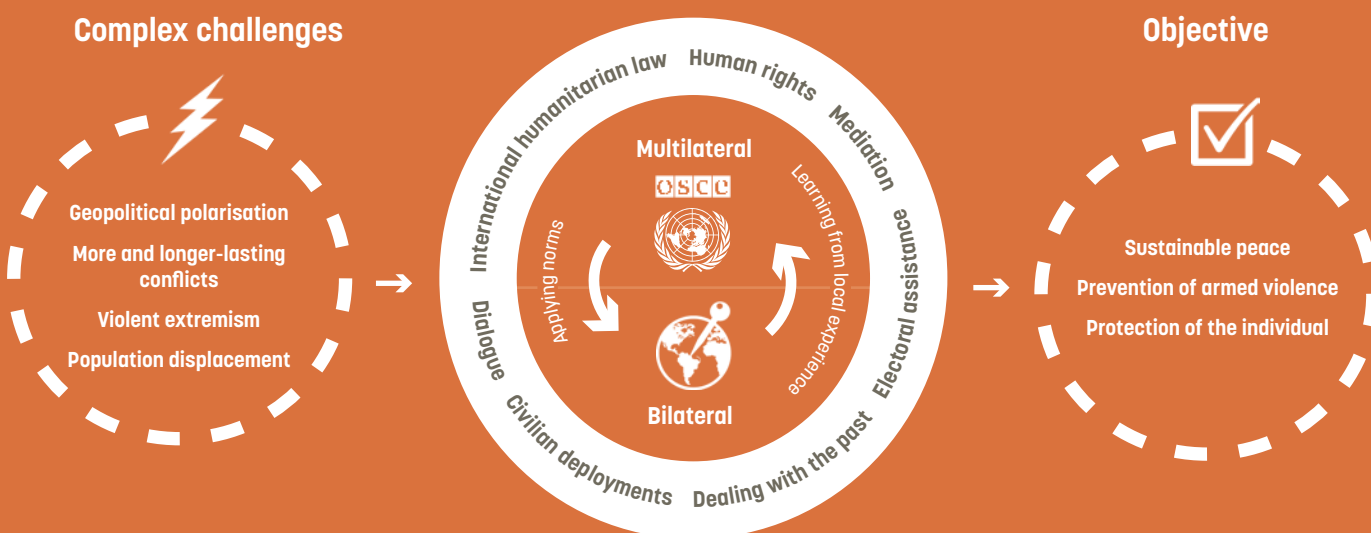 Complex challenges
Geopolitical polarisation
More and longer-lasting
conflicts
Violent extremism
Population displacement
International humanitarian law
Human rights
Mediation
Electoral assistance
Dealing with the past
Civilian deployments
Dialogue
Multilateral
OSCE
Applying norms
Learning from local experience
Bilateral
Objective
Sustainable peace
Prevention of armed violence
Protection of the individual